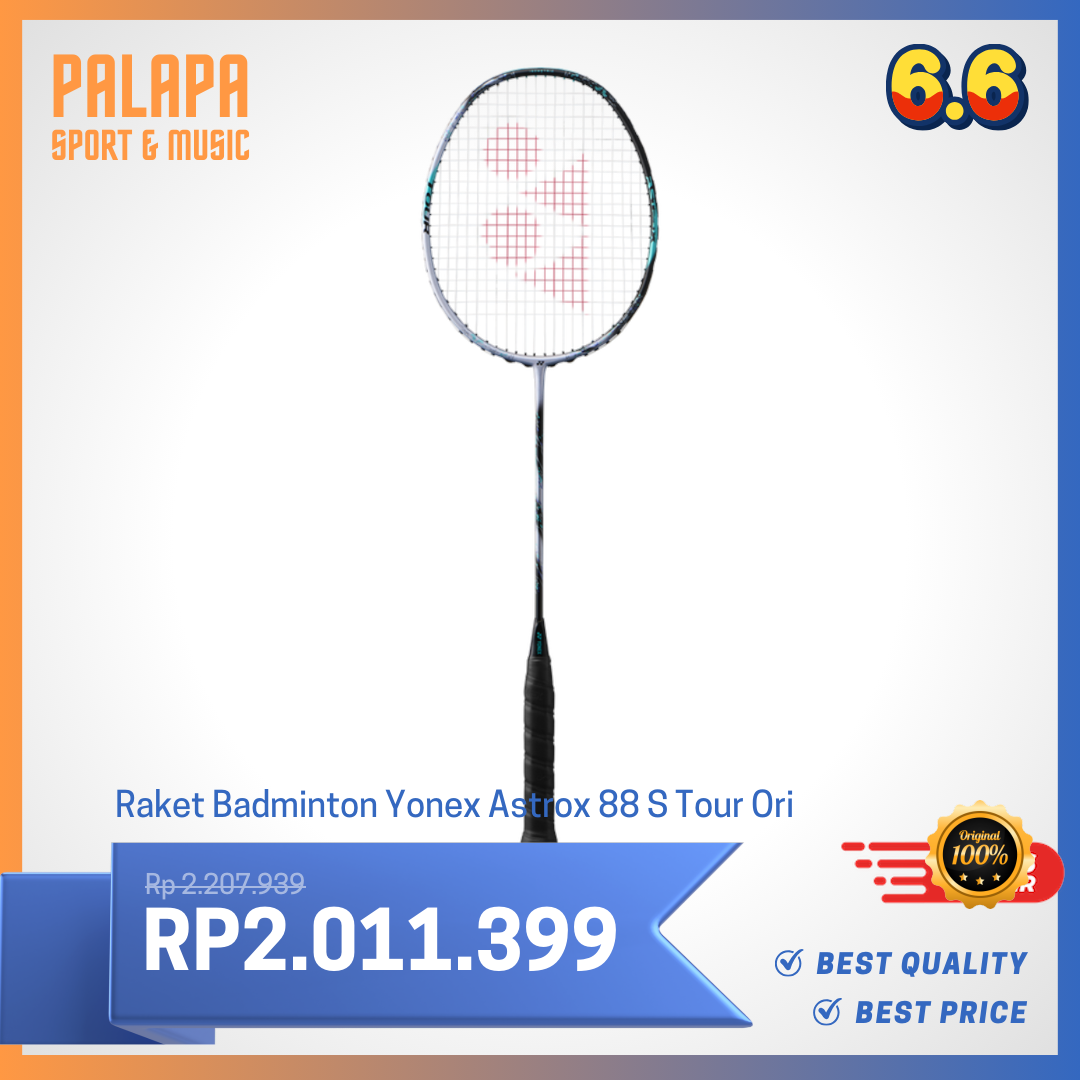 PALAPA
SPORT & MUSIC
6.6
TOUR
Raket Badminton Yonex Astrox 88 S Tour Ori
Rp 2.207.939
RP2.011.399
Original
100%
BEST QUALITY
BEST PRICE